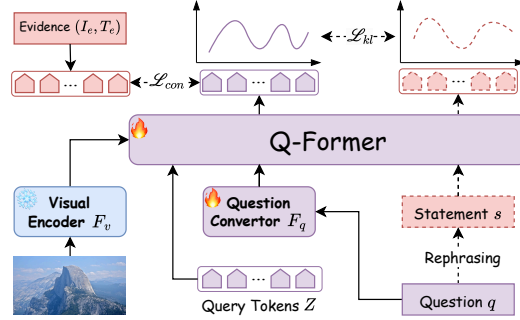 Evidence (I_e, T_e)
ℒ_kl
... ℒ_con ... ...
Q-Former
Visual
Encoder F_v
Question
Convertor F_q
Statement s
Rephrasing
...
Query Tokens Z
Question q